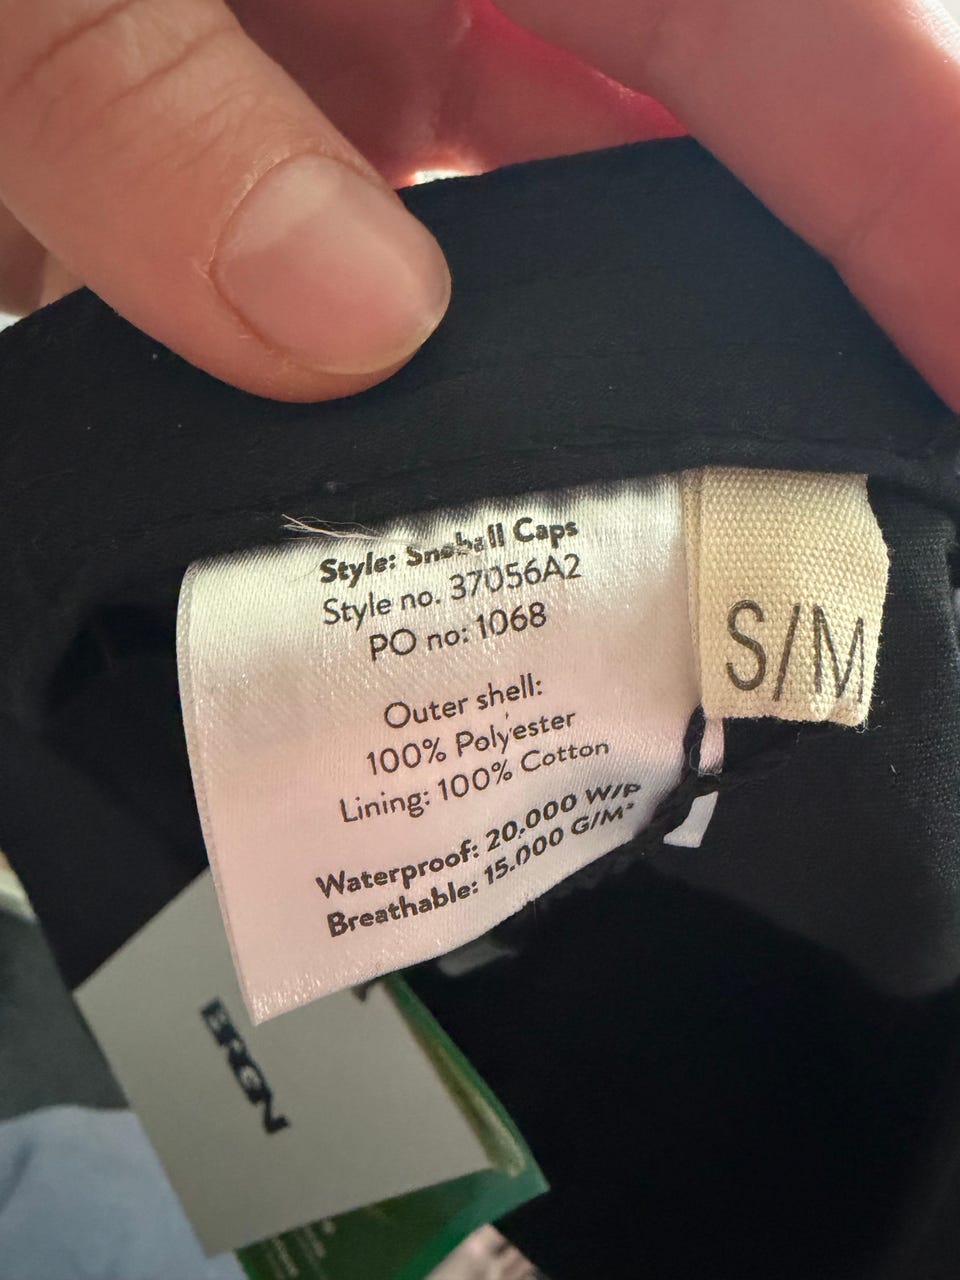 Style: Snoball Caps
Style no. 37056A2
PO no: 1068
Outer shell:
100% Polyester
Lining: 100% Cotton
Waterproof: 20.000 W/P
Breathable: 15.000 G/M²
S/M
BRGN